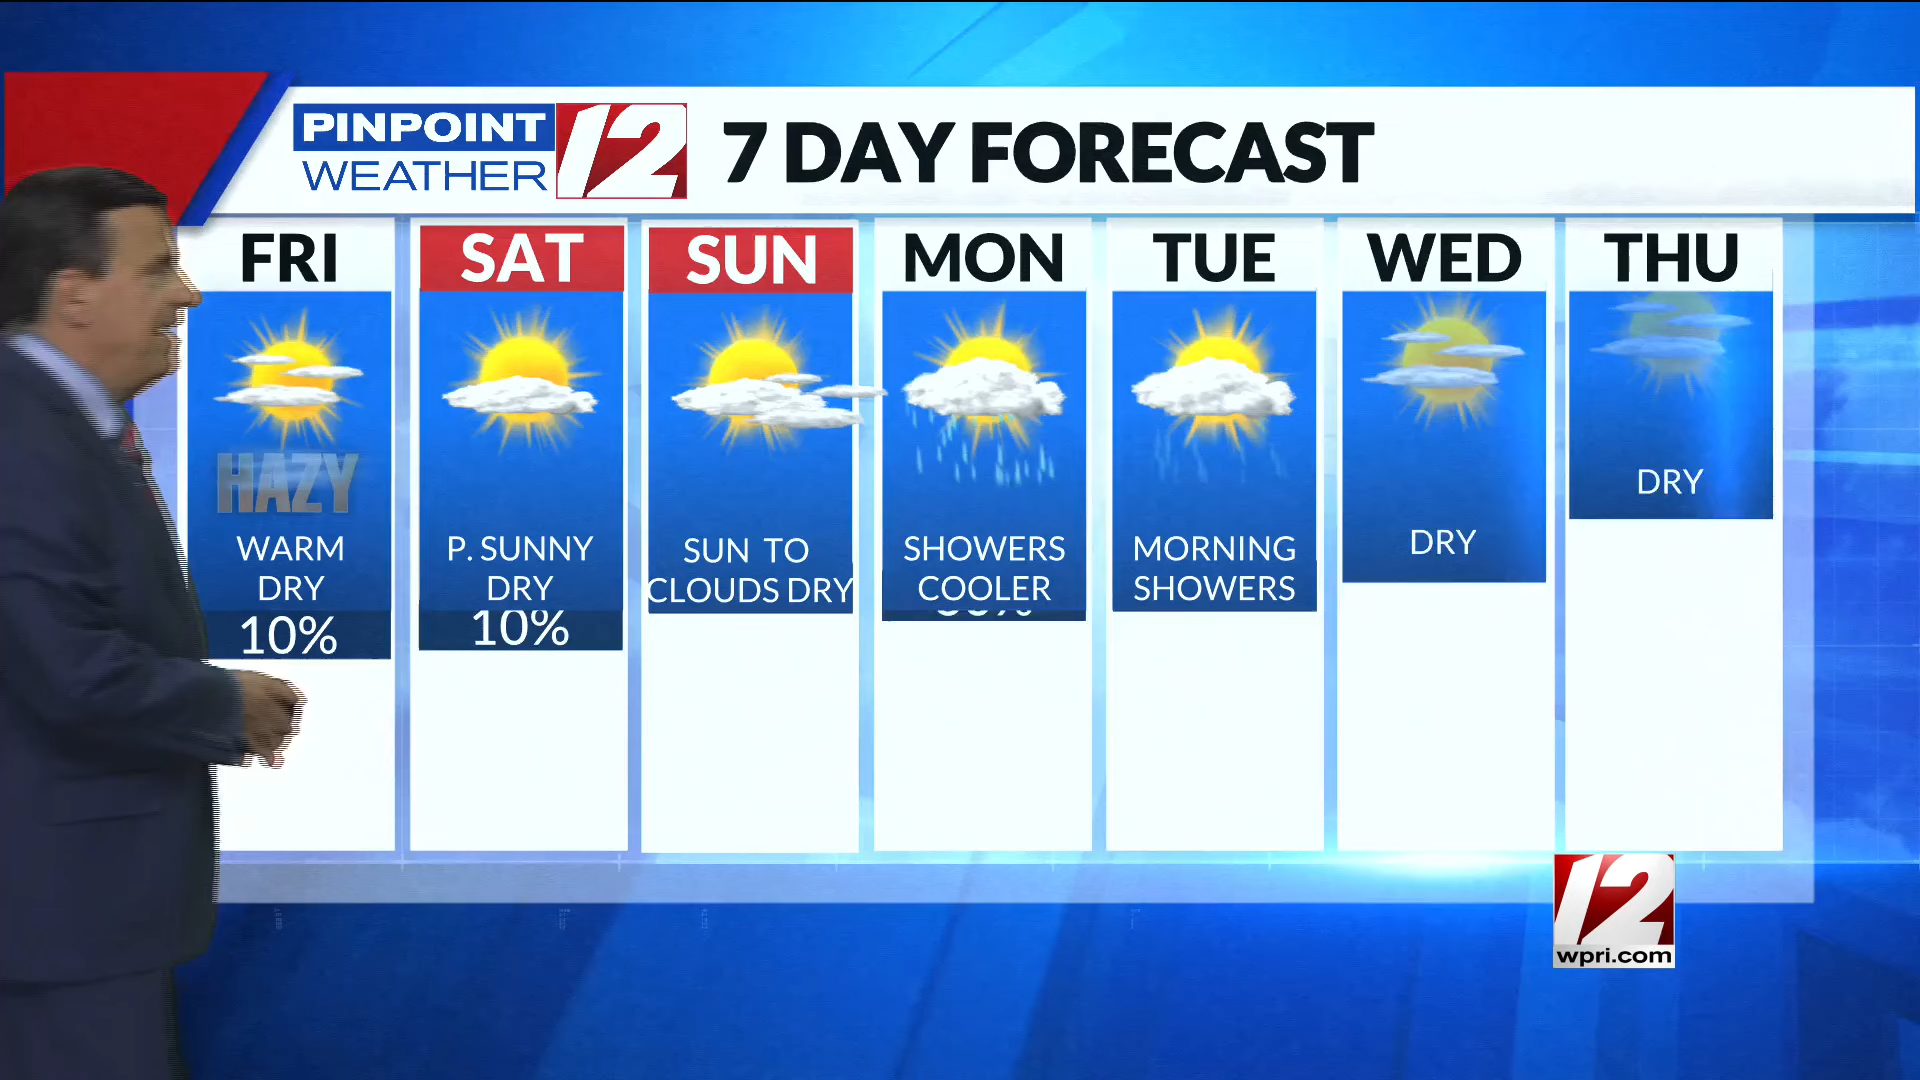 PINPOINT
WEATHER
12
7 DAY FORECAST
FRI
SAT
SUN
MON
TUE
WED
THU
HAZY
WARM
DRY
10%
P. SUNNY
DRY
10%
SUN TO
CLOUDS DRY
SHOWERS
COOLER
MORNING
SHOWERS
DRY
DRY
12
wpri.com